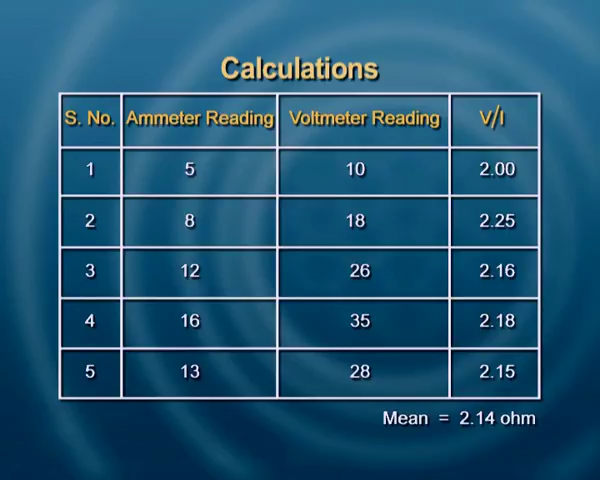 Calculations
S. No. Ammeter Reading Voltmeter Reading V/I
1 5 10 2.00
2 8 18 2.25
3 12 26 2.16
4 16 35 2.18
5 13 28 2.15
Mean = 2.14 ohm